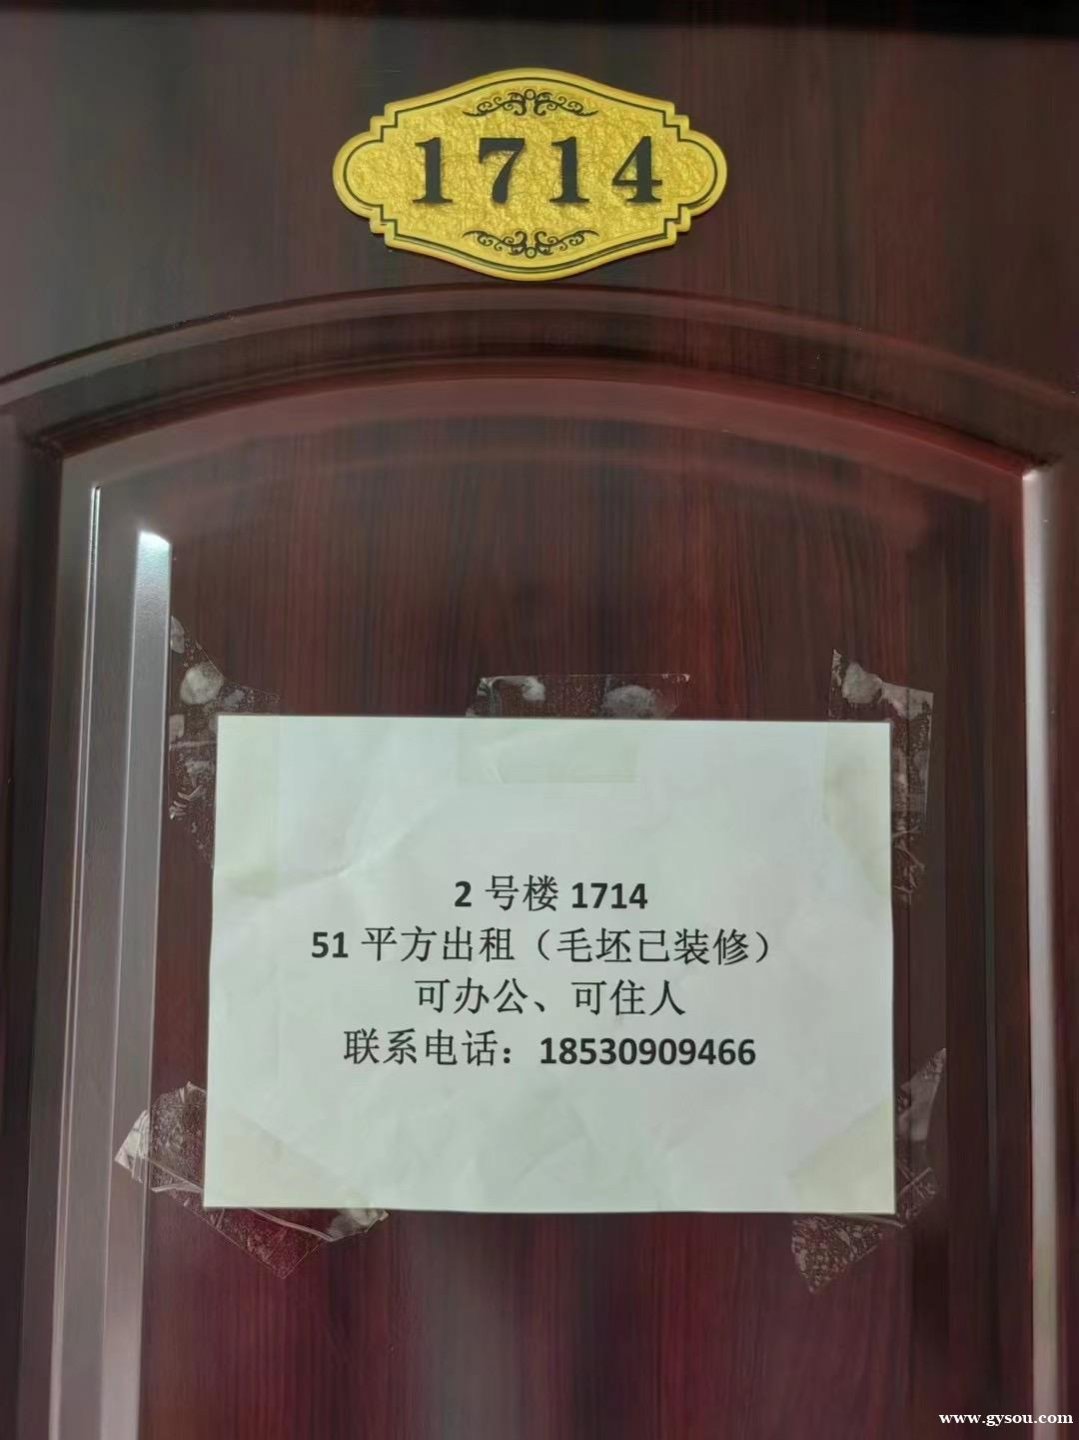 1714
2 号楼 1714
51 平方出租（毛坯已装修）
可办公、可住人
联系电话：18530909466
www.gysou.com